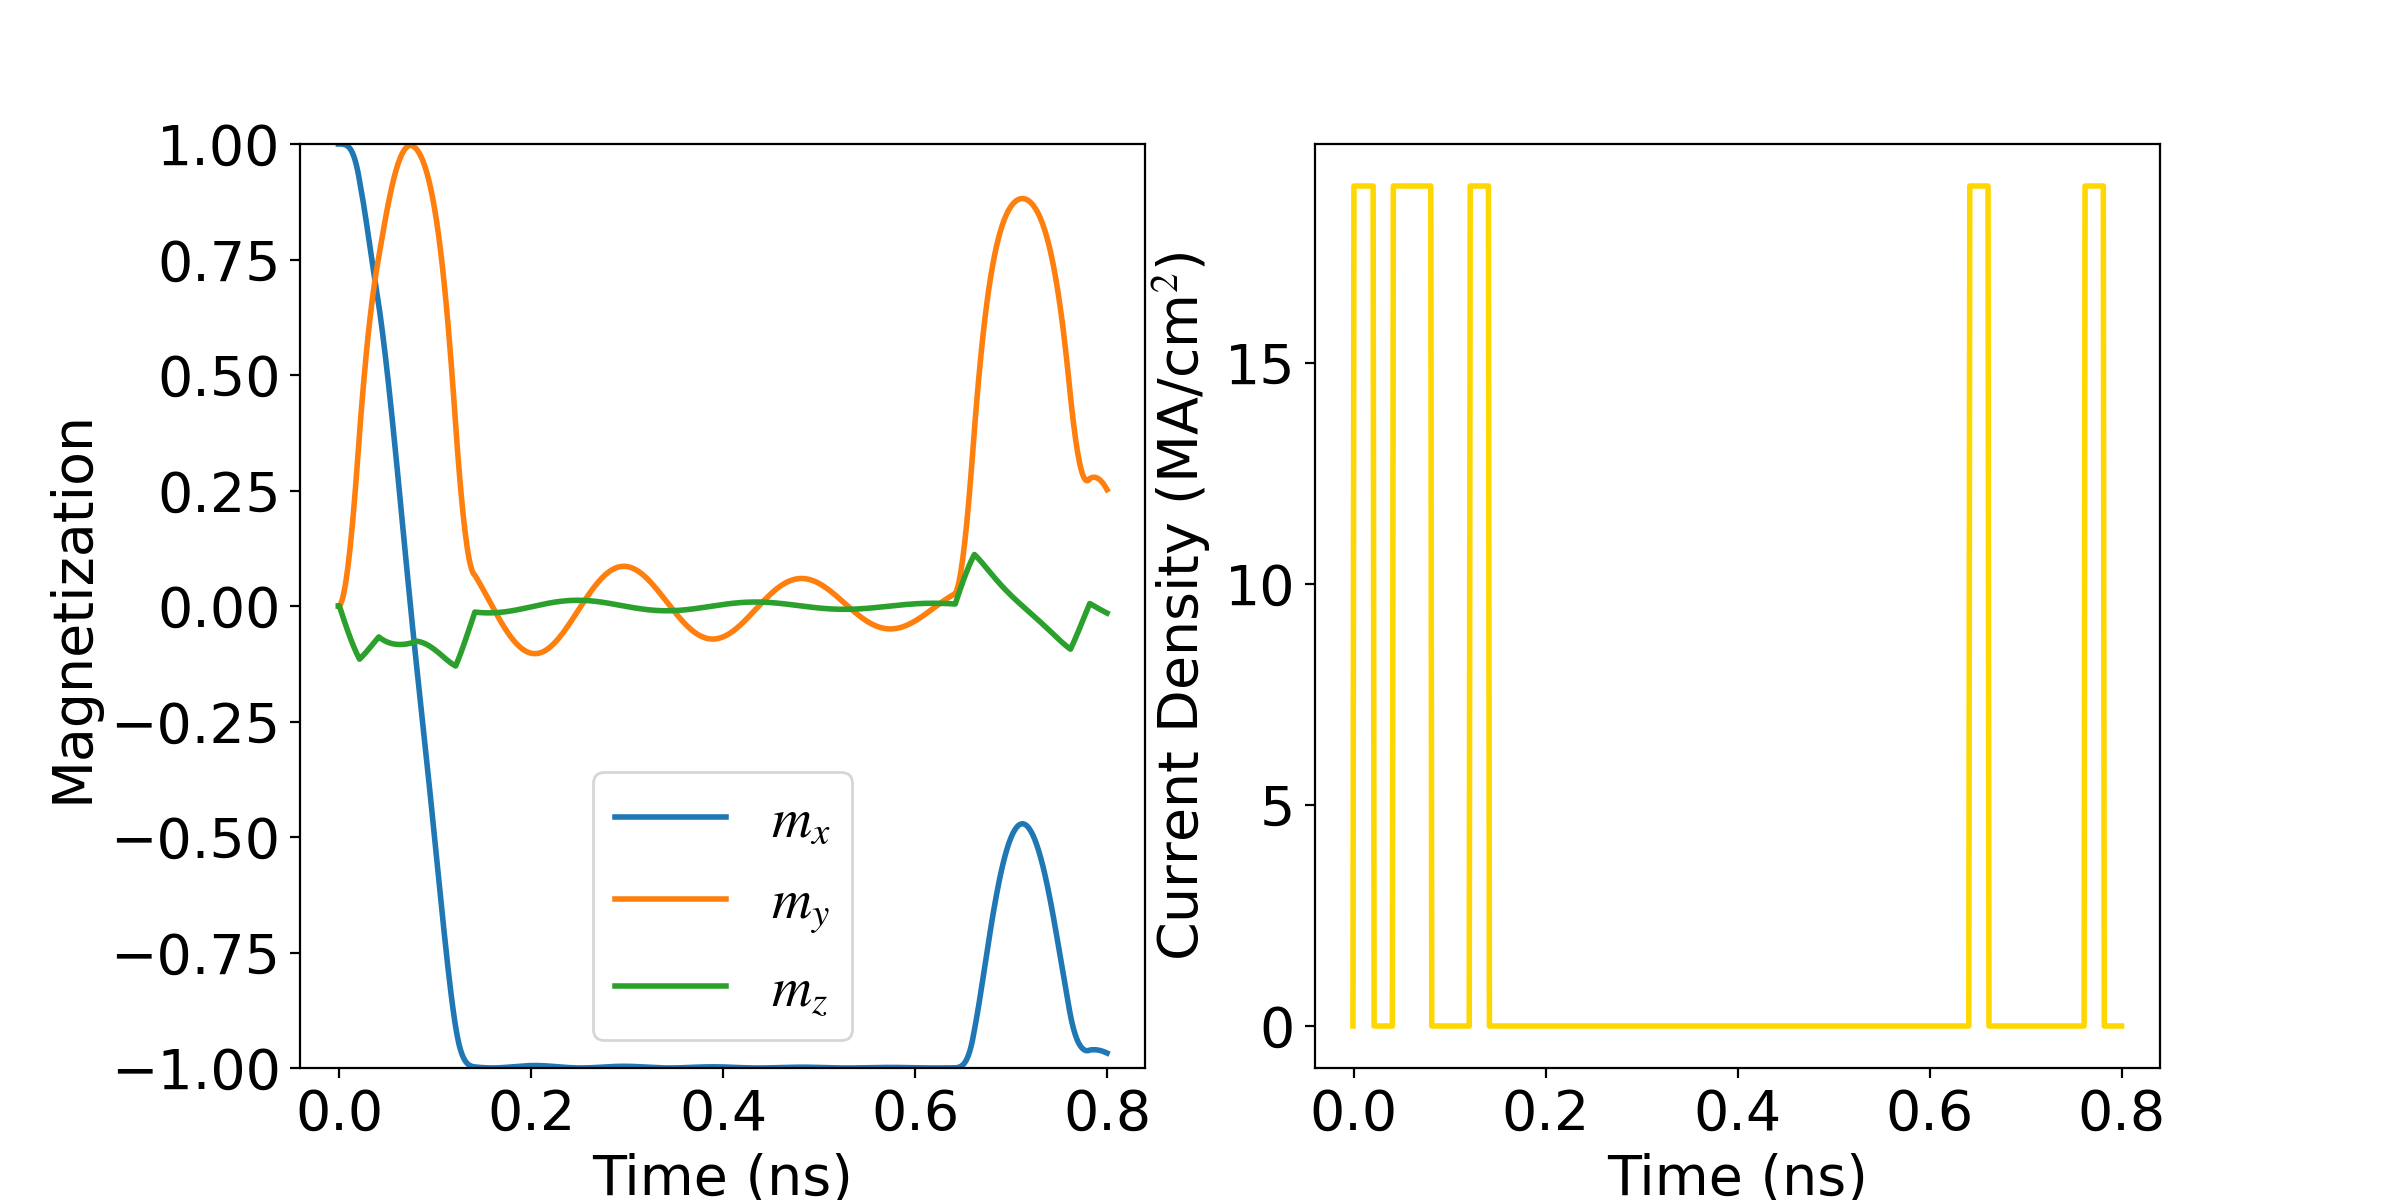 Magnetization
1.00
0.75
0.50
0.25
0.00
−0.25
−0.50
−0.75
−1.00
0.0 0.2 0.4 0.6 0.8
Time (ns)
m_x
m_y
m_z
Current Density (MA/cm²)
15
10
5
0
0.0 0.2 0.4 0.6 0.8
Time (ns)